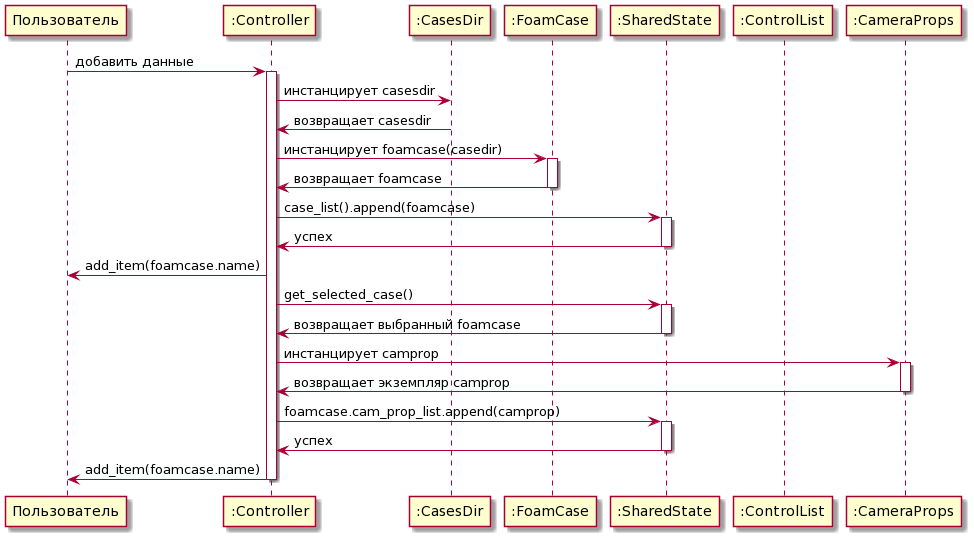 Пользователь :Controller :CasesDir :FoamCase :SharedState :ControlList :CameraProps
добавить данные
инстанцирует casesdir
возвращает casesdir
инстанцирует foamcase(casedir)
возвращает foamcase
case_list().append(foamcase)
успех
add_item(foamcase.name)
get_selected_case()
возвращает выбранный foamcase
инстанцирует camprop
возвращает экземпляр camprop
foamcase.cam_prop_list.append(camprop)
успех
add_item(foamcase.name)
Пользователь :Controller :CasesDir :FoamCase :SharedState :ControlList :CameraProps